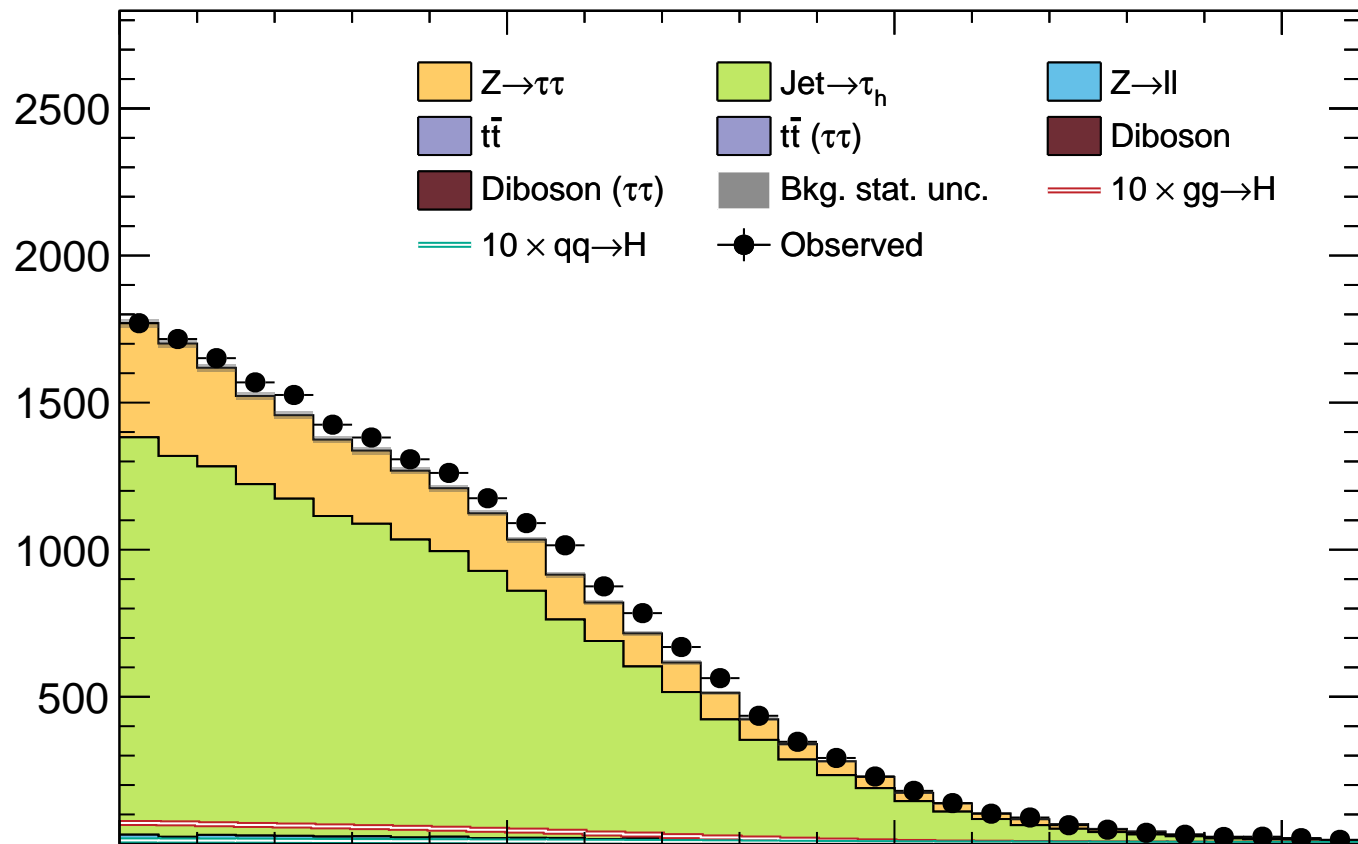 2500
2000
1500
1000
500
Z→ττ Jet→τₕ Z→ll
tt̄ tt̄ (ττ) Diboson
Diboson (ττ) Bkg. stat. unc. 10 × gg→H
10 × qq→H Observed